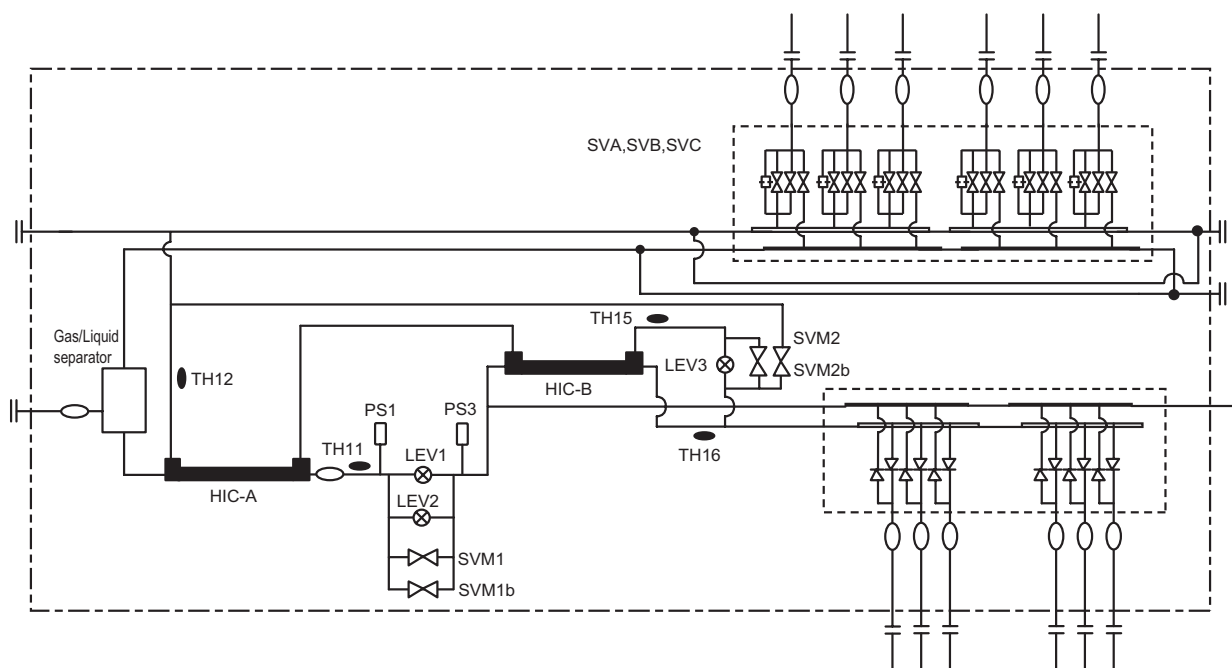 SVA,SVB,SVC
Gas/Liquid
separator
TH12
TH15
LEV3
SVM2
SVM2b
HIC-B
TH16
PS1
PS3
TH11
LEV1
LEV2
HIC-A
SVM1
SVM1b